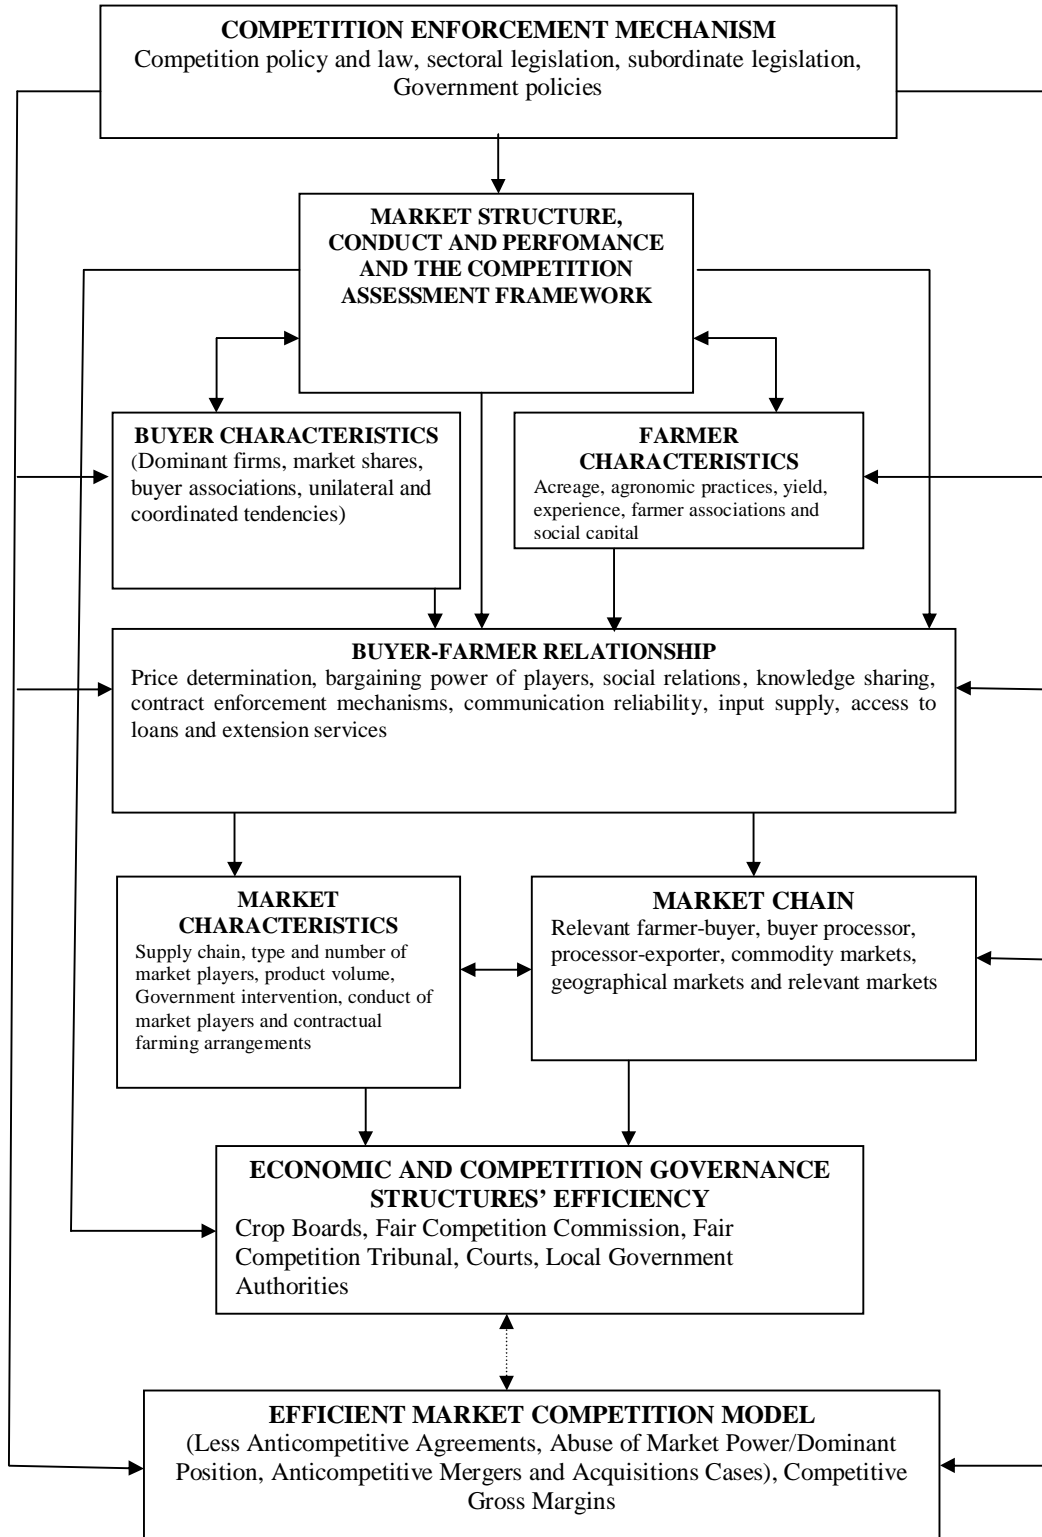 COMPETITION ENFORCEMENT MECHANISM
Competition policy and law, sectoral legislation, subordinate legislation,
Government policies
MARKET STRUCTURE,
CONDUCT AND PERFOMANCE
AND THE COMPETITION
ASSESSMENT FRAMEWORK
BUYER CHARACTERISTICS
(Dominant firms, market shares,
buyer associations, unilateral and
coordinated tendencies)
FARMER
CHARACTERISTICS
Acreage, agronomic practices, yield,
experience, farmer associations and
social capital
BUYER-FARMER RELATIONSHIP
Price determination, bargaining power of players, social relations, knowledge sharing,
contract enforcement mechanisms, communication reliability, input supply, access to
loans and extension services
MARKET
CHARACTERISTICS
Supply chain, type and number of
market players, product volume,
Government intervention, conduct of
market players and contractual
farming arrangements
MARKET CHAIN
Relevant farmer-buyer, buyer processor,
processor-exporter, commodity markets,
geographical markets and relevant markets
ECONOMIC AND COMPETITION GOVERNANCE
STRUCTURES’ EFFICIENCY
Crop Boards, Fair Competition Commission, Fair
Competition Tribunal, Courts, Local Government
Authorities
EFFICIENT MARKET COMPETITION MODEL
(Less Anticompetitive Agreements, Abuse of Market Power/Dominant
Position, Anticompetitive Mergers and Acquisitions Cases), Competitive
Gross Margins